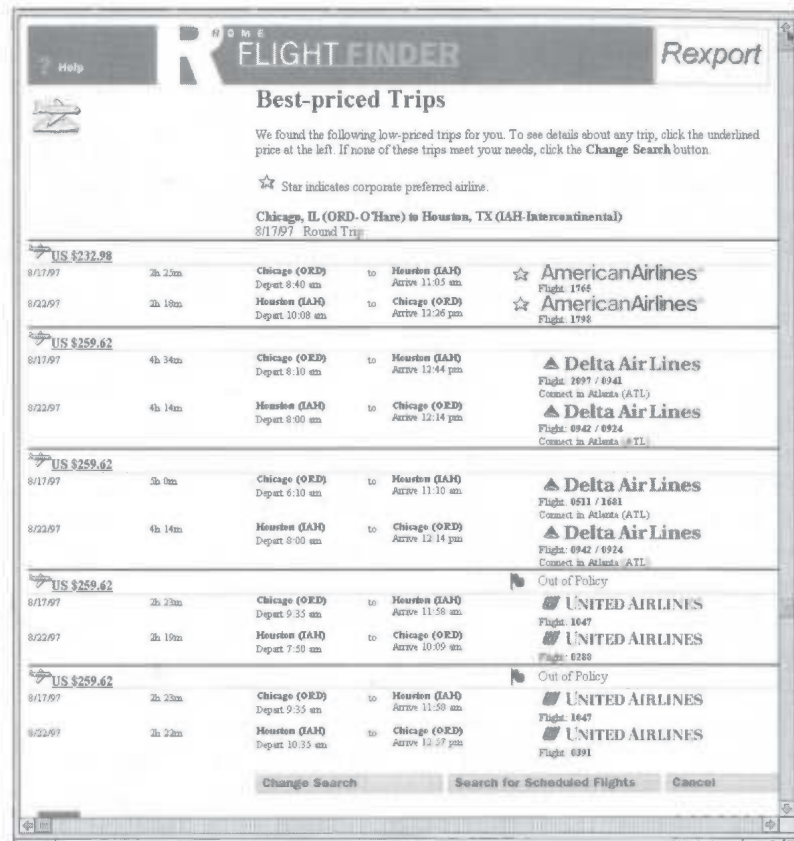 HOME
FLIGHT FINDER
Rexport
? Help
Best-priced Trips
We found the following low-priced trips for you. To see details about any trip, click the underlined
price at the left. If none of these trips meet your needs, click the Change Search button.
Star indicates corporate preferred airline.
Chicago, IL (ORD-O'Hare) to Houston, TX (IAH-Intercontinental)
8/17/97 Round Trip
US $232.98
8/17/97 2h 25m Chicago (ORD) to Houston (IAH) AmericanAirlines
Depart 8:40 am Arrive 11:05 am Flight: 1765
8/22/97 2h 18m Houston (IAH) to Chicago (ORD) AmericanAirlines
Depart 10:08 am Arrive 12:26 pm Flight: 1798
US $259.62
8/17/97 4h 34m Chicago (ORD) to Houston (IAH) Delta Air Lines
Depart 8:10 am Arrive 12:44 pm Flight: 2097 / 0941
Connect in Atlanta (ATL)
8/22/97 4h 14m Houston (IAH) to Chicago (ORD) Delta Air Lines
Depart 8:00 am Arrive 12:14 pm Flight: 0942 / 0924
Connect in Atlanta (ATL)
US $259.62
8/17/97 5h 0m Chicago (ORD) to Houston (IAH) Delta Air Lines
Depart 6:10 am Arrive 11:10 am Flight: 0511 / 1681
Connect in Atlanta (ATL)
8/22/97 4h 14m Houston (IAH) to Chicago (ORD) Delta Air Lines
Depart 8:00 am Arrive 12:14 pm Flight: 0942 / 0924
Connect in Atlanta (ATL)
US $259.62 Out of Policy
8/17/97 2h 23m Chicago (ORD) to Houston (IAH) UNITED AIRLINES
Depart 9:35 am Arrive 11:58 am Flight: 1047
8/22/97 2h 19m Houston (IAH) to Chicago (ORD) UNITED AIRLINES
Depart 7:50 am Arrive 10:09 am Flight: 0288
US $259.62 Out of Policy
8/17/97 2h 23m Chicago (ORD) to Houston (IAH) UNITED AIRLINES
Depart 9:35 am Arrive 11:58 am Flight: 1047
8/22/97 2h 22m Houston (IAH) to Chicago (ORD) UNITED AIRLINES
Depart 10:35 am Arrive 12:57 pm Flight: 0391
Change Search Search for Scheduled Flights Cancel